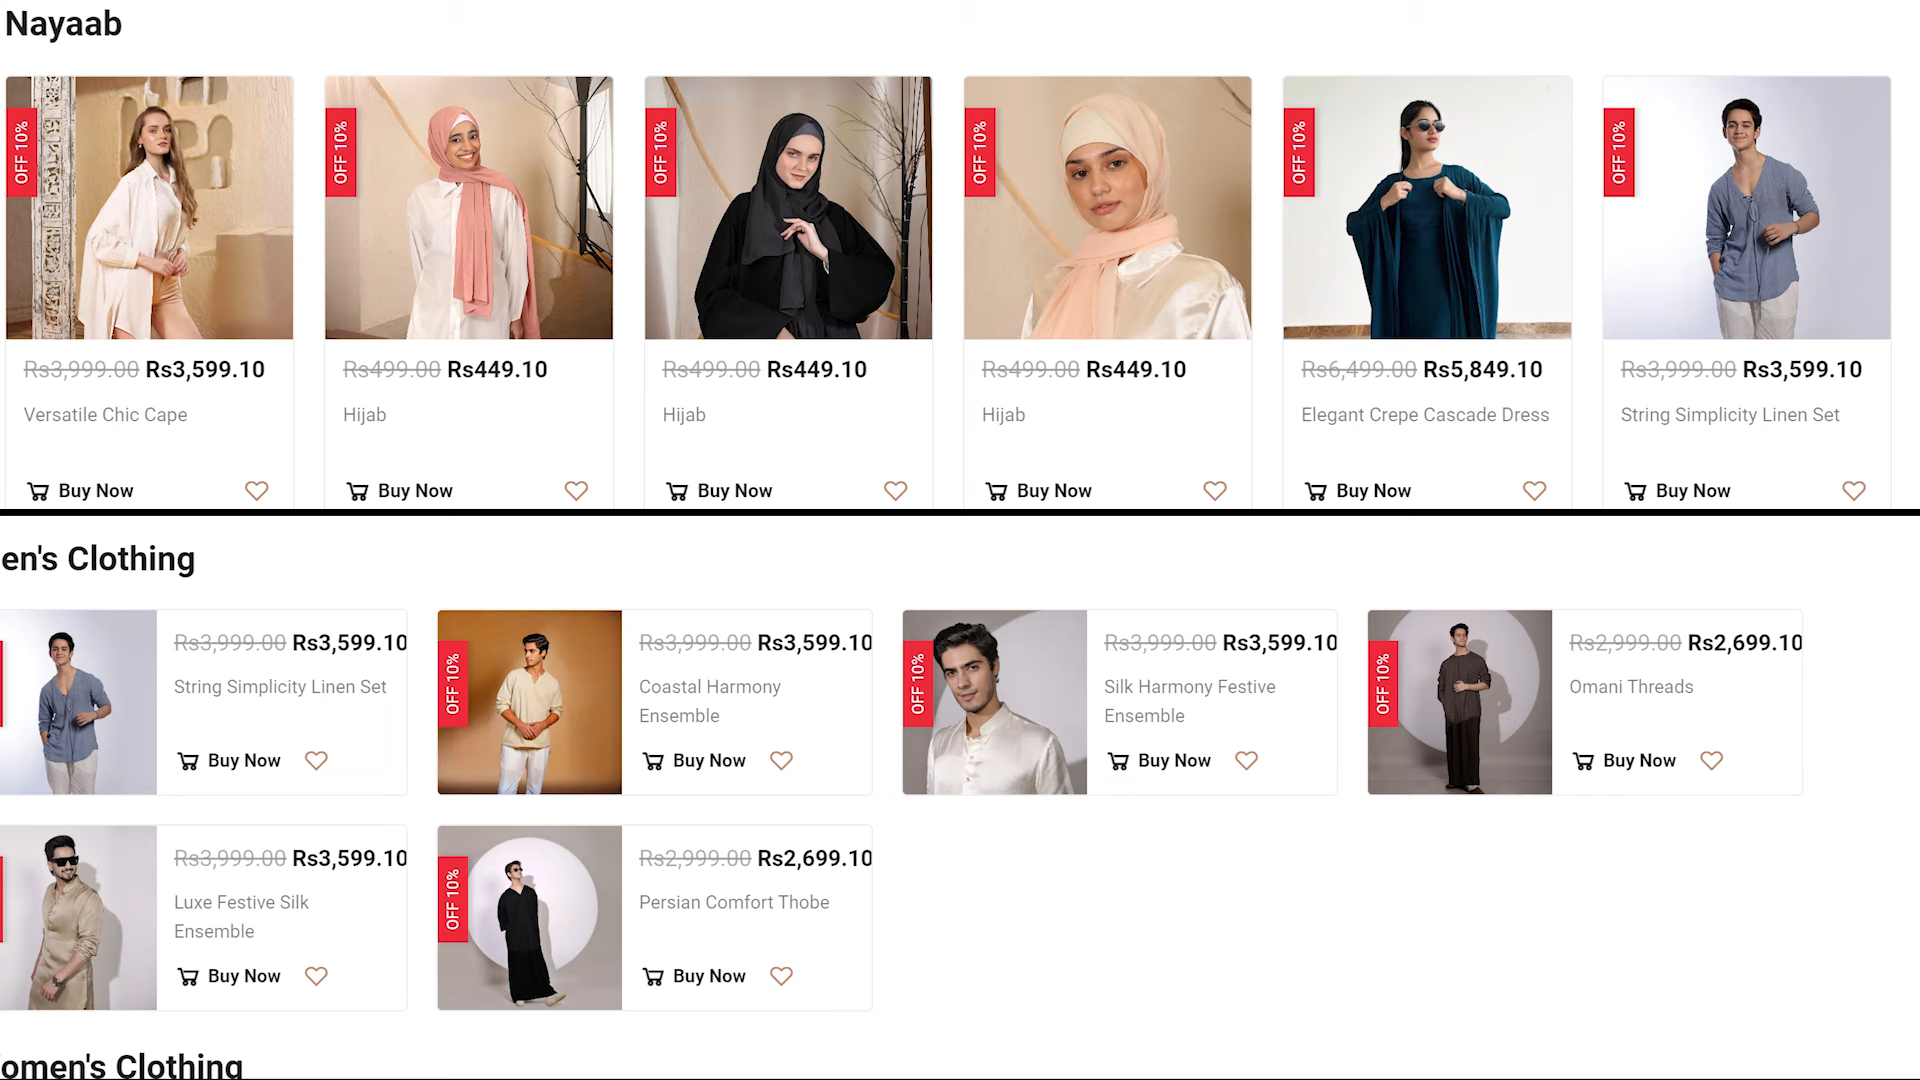 Nayaab
OFF 10%
OFF 10%
OFF 10%
OFF 10%
OFF 10%
OFF 10%
Rs3,999.00 Rs3,599.10
Rs499.00 Rs449.10
Rs499.00 Rs449.10
Rs499.00 Rs449.10
Rs6,499.00 Rs5,849.10
Rs3,999.00 Rs3,599.10
Versatile Chic Cape
Hijab
Hijab
Hijab
Elegant Crepe Cascade Dress
String Simplicity Linen Set
Buy Now
Buy Now
Buy Now
Buy Now
Buy Now
Buy Now
en's Clothing
Rs3,999.00 Rs3,599.10
String Simplicity Linen Set
Buy Now
OFF 10%
Rs3,999.00 Rs3,599.10
Coastal Harmony
Ensemble
Buy Now
OFF 10%
Rs3,999.00 Rs3,599.10
Silk Harmony Festive
Ensemble
Buy Now
OFF 10%
Rs2,999.00 Rs2,699.10
Omani Threads
Buy Now
Rs3,999.00 Rs3,599.10
Luxe Festive Silk
Ensemble
Buy Now
OFF 10%
Rs2,999.00 Rs2,699.10
Persian Comfort Thobe
Buy Now
omen's Clothing